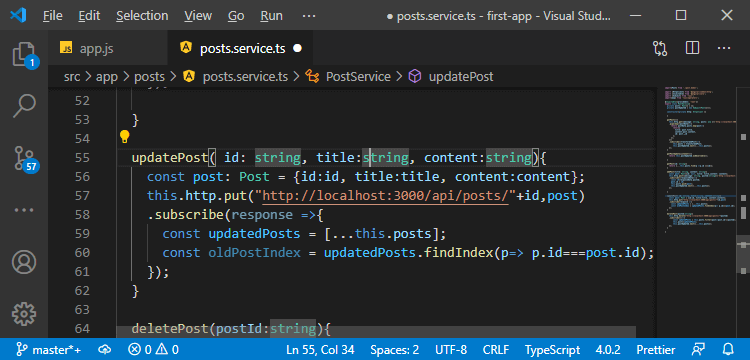 File Edit Selection View Go Run ··· ● posts.service.ts - first-app - Visual Stud...
JS app.js posts.service.ts ●
src > app > posts > posts.service.ts > PostService > updatePost
52 });
53 }
54
55 updatePost( id: string, title:string, content:string){
56 const post: Post = {id:id, title:title, content:content};
57 this.http.put("http://localhost:3000/api/posts/"+id,post)
58 .subscribe(response =>{
59 const updatedPosts = [...this.posts];
60 const oldPostIndex = updatedPosts.findIndex(p=> p.id===post.id);
61 });
62 }
63
64 deletePost(postId:string){
1
57
master*+ 0 0 Ln 55, Col 34 Spaces: 2 UTF-8 CRLF TypeScript 4.0.2 Prettier